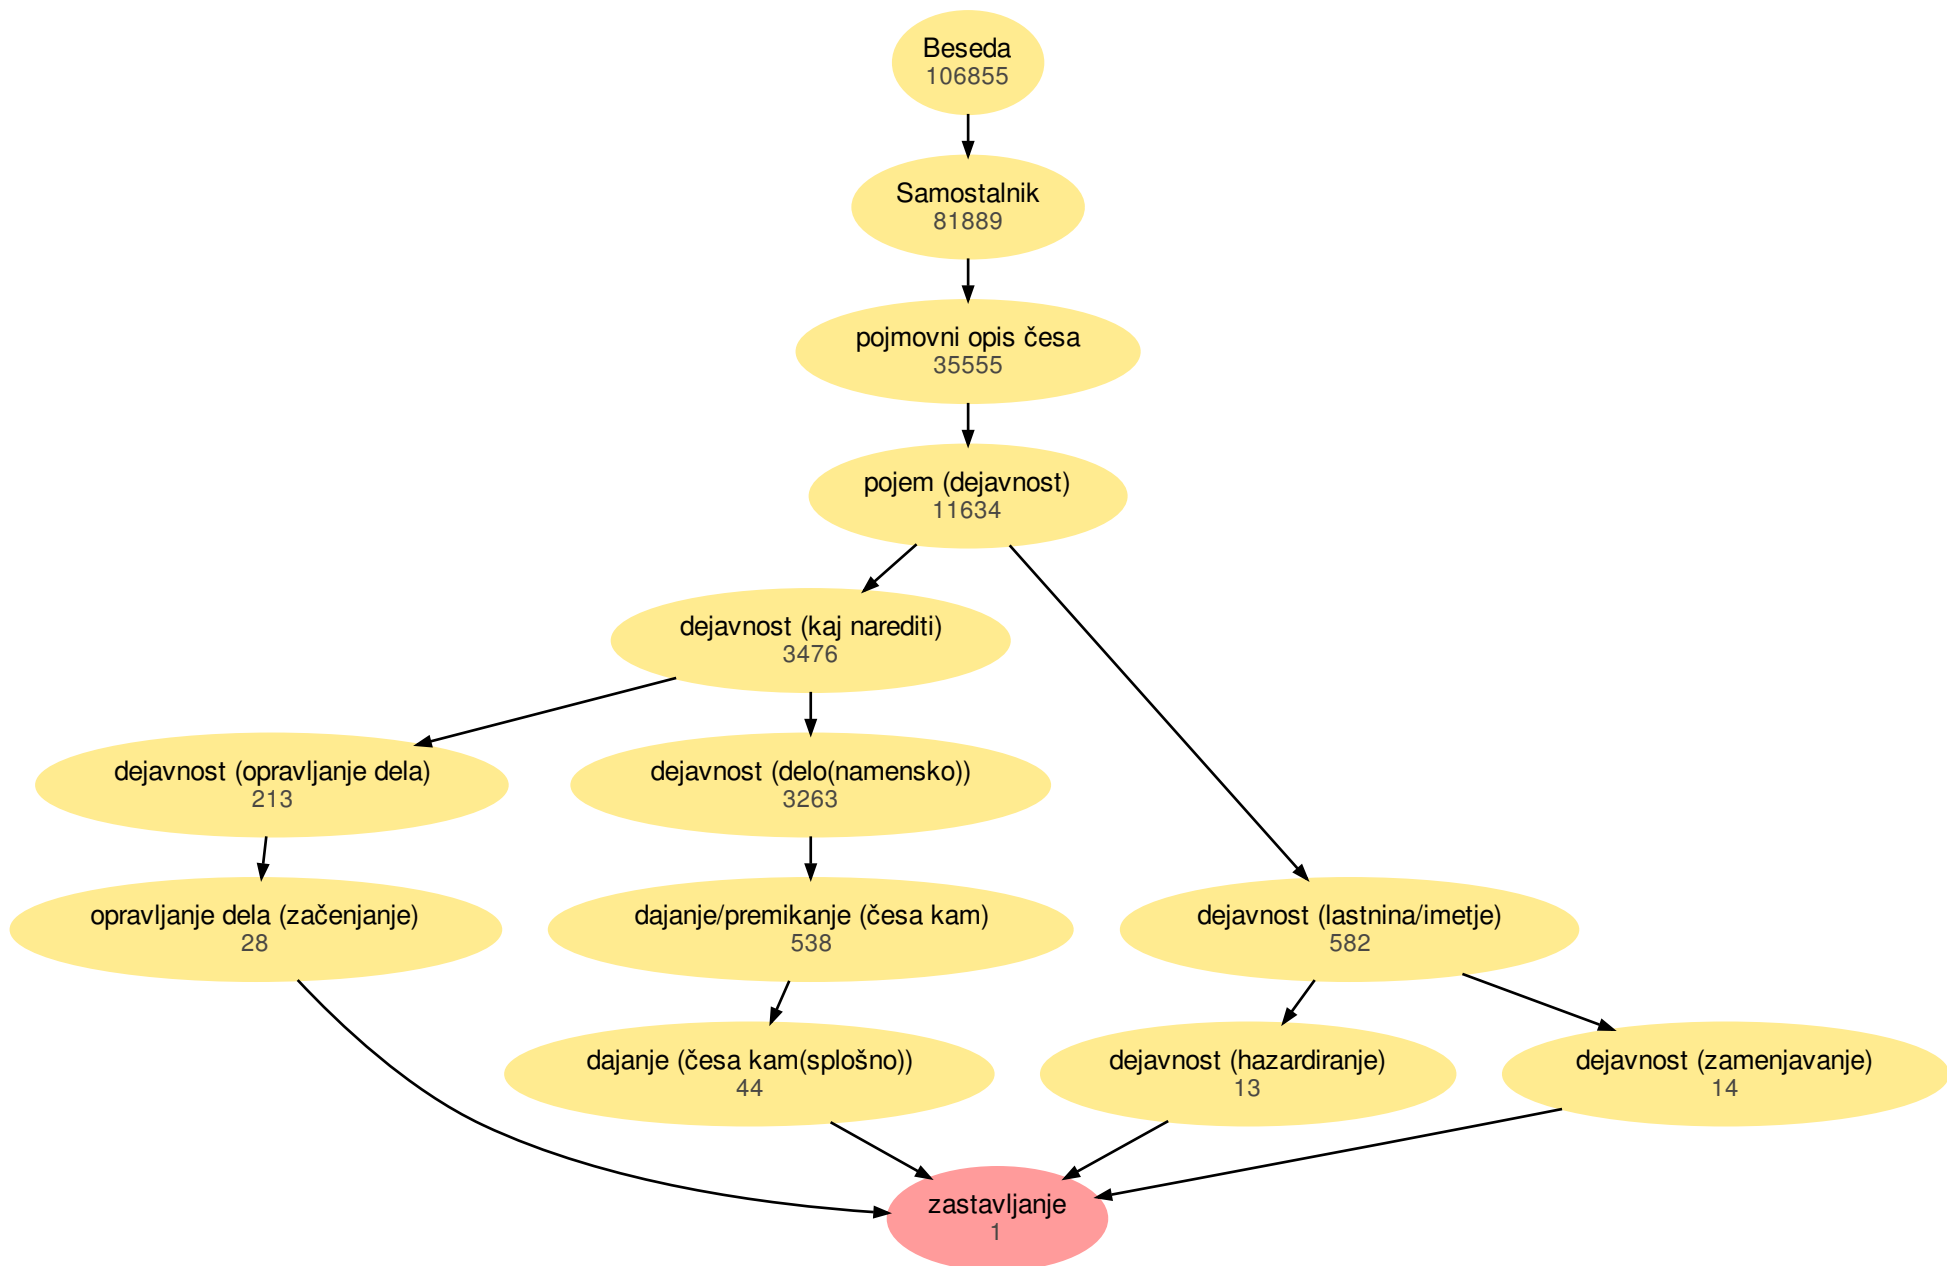 Beseda
106855
Samostalnik
81889
pojmovni opis česa
35555
pojem (dejavnost)
11634
dejavnost (kaj narediti)
3476
dejavnost (opravljanje dela)
213
dejavnost (delo(namensko))
3263
opravljanje dela (začenjanje)
28
dajanje/premikanje (česa kam)
538
dejavnost (lastnina/imetje)
582
dajanje (česa kam(splošno))
44
dejavnost (hazardiranje)
13
dejavnost (zamenjavanje)
14
zastavljanje
1